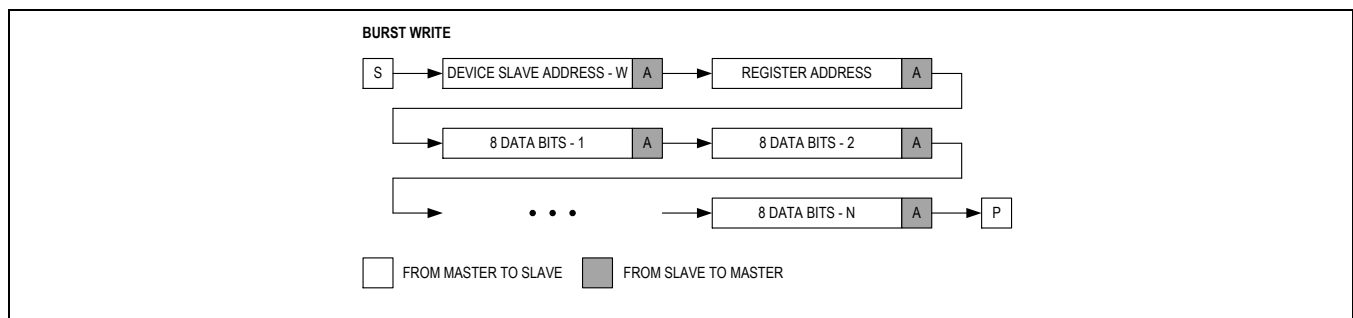 BURST WRITE
S DEVICE SLAVE ADDRESS - W A REGISTER ADDRESS A
8 DATA BITS - 1 A 8 DATA BITS - 2 A
• • • 8 DATA BITS - N A P
FROM MASTER TO SLAVE FROM SLAVE TO MASTER